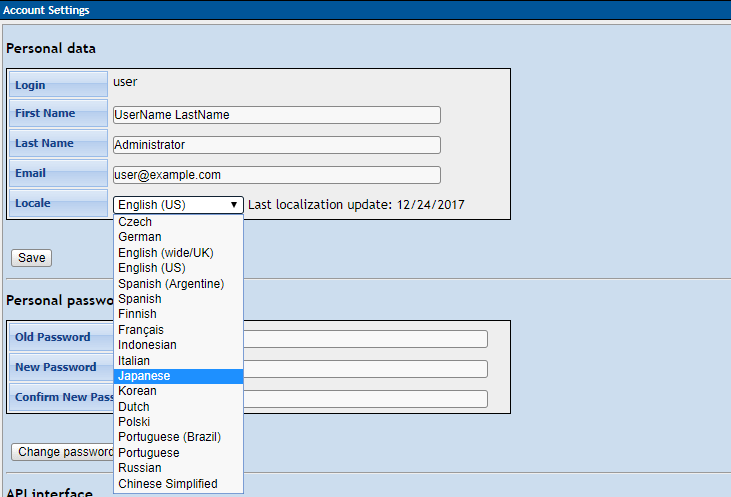 Account Settings
Personal data
Login user
First Name UserName LastName
Last Name Administrator
Email user@example.com
Locale English (US) ▼ Last localization update: 12/24/2017
Czech
German
English (wide/UK)
English (US)
Spanish (Argentine)
Spanish
Finnish
Français
Indonesian
Italian
Japanese
Korean
Dutch
Polski
Portuguese (Brazil)
Portuguese
Russian
Chinese Simplified
Save
Personal passwo
Old Password
New Password
Confirm New Pass
Change password
API interface